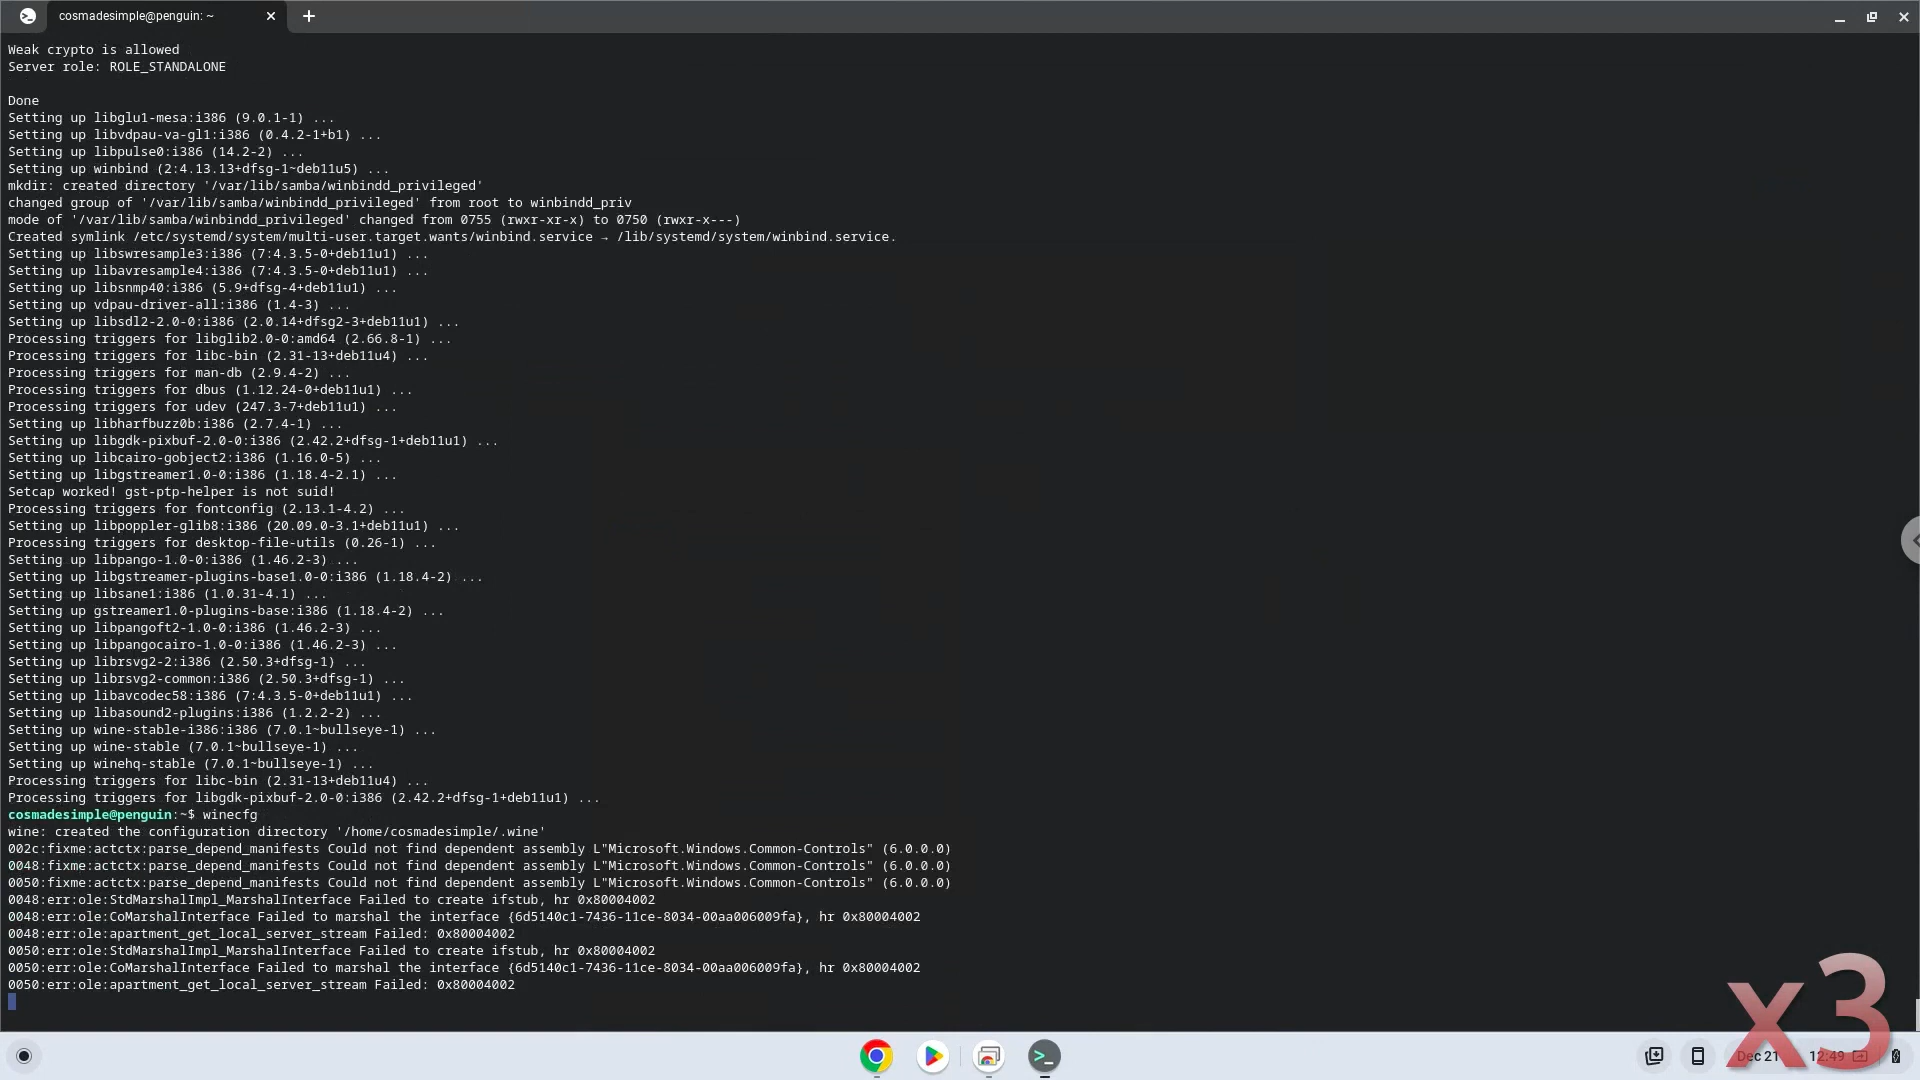 cosmadesimple@penguin: ~
Weak crypto is allowed
Server role: ROLE_STANDALONE
Done
Setting up libglu1-mesa:i386 (9.0.1-1) ...
Setting up libvdpau-va-gl1:i386 (0.4.2-1+b1) ...
Setting up libpulse0:i386 (14.2-2) ...
Setting up winbind (2:4.13.13+dfsg-1~deb11u5) ...
mkdir: created directory '/var/lib/samba/winbindd_privileged'
changed group of '/var/lib/samba/winbindd_privileged' from root to winbindd_priv
mode of '/var/lib/samba/winbindd_privileged' changed from 0755 (rwxr-xr-x) to 0750 (rwxr-x---)
Created symlink /etc/systemd/system/multi-user.target.wants/winbind.service → /lib/systemd/system/winbind.service.
Setting up libswresample3:i386 (7:4.3.5-0+deb11u1) ...
Setting up libavresample4:i386 (7:4.3.5-0+deb11u1) ...
Setting up libsnmp40:i386 (5.9+dfsg-4+deb11u1) ...
Setting up vdpau-driver-all:i386 (1.4-3) ...
Setting up libsdl2-2.0-0:i386 (2.0.14+dfsg2-3+deb11u1) ...
Processing triggers for libglib2.0-0:amd64 (2.66.8-1) ...
Processing triggers for libc-bin (2.31-13+deb11u4) ...
Processing triggers for man-db (2.9.4-2) ...
Processing triggers for dbus (1.12.24-0+deb11u1) ...
Processing triggers for udev (247.3-7+deb11u1) ...
Setting up libharfbuzz0b:i386 (2.7.4-1) ...
Setting up libgdk-pixbuf-2.0-0:i386 (2.42.2+dfsg-1+deb11u1) ...
Setting up libcairo-gobject2:i386 (1.16.0-5) ...
Setting up libgstreamer1.0-0:i386 (1.18.4-2.1) ...
Setcap worked! gst-ptp-helper is not suid!
Processing triggers for fontconfig (2.13.1-4.2) ...
Setting up libpoppler-glib8:i386 (20.09.0-3.1+deb11u1) ...
Processing triggers for desktop-file-utils (0.26-1) ...
Setting up libpango-1.0-0:i386 (1.46.2-3) ...
Setting up libgstreamer-plugins-base1.0-0:i386 (1.18.4-2) ...
Setting up libsane1:i386 (1.0.31-4.1) ...
Setting up gstreamer1.0-plugins-base:i386 (1.18.4-2) ...
Setting up libpangoft2-1.0-0:i386 (1.46.2-3) ...
Setting up libpangocairo-1.0-0:i386 (1.46.2-3) ...
Setting up librsvg2-2:i386 (2.50.3+dfsg-1) ...
Setting up librsvg2-common:i386 (2.50.3+dfsg-1) ...
Setting up libavcodec58:i386 (7:4.3.5-0+deb11u1) ...
Setting up libasound2-plugins:i386 (1.2.2-2) ...
Setting up wine-stable-i386:i386 (7.0.1~bullseye-1) ...
Setting up wine-stable (7.0.1~bullseye-1) ...
Setting up winehq-stable (7.0.1~bullseye-1) ...
Processing triggers for libc-bin (2.31-13+deb11u4) ...
Processing triggers for libgdk-pixbuf-2.0-0:i386 (2.42.2+dfsg-1+deb11u1) ...
cosmadesimple@penguin:~$ winecfg
wine: created the configuration directory '/home/cosmadesimple/.wine'
002c:fixme:actctx:parse_depend_manifests Could not find dependent assembly L"Microsoft.Windows.Common-Controls" (6.0.0.0)
0048:fixme:actctx:parse_depend_manifests Could not find dependent assembly L"Microsoft.Windows.Common-Controls" (6.0.0.0)
0050:fixme:actctx:parse_depend_manifests Could not find dependent assembly L"Microsoft.Windows.Common-Controls" (6.0.0.0)
0048:err:ole:StdMarshalImpl_MarshalInterface Failed to create ifstub, hr 0x80004002
0048:err:ole:CoMarshalInterface Failed to marshal the interface {6d5140c1-7436-11ce-8034-00aa006009fa}, hr 0x80004002
0048:err:ole:apartment_get_local_server_stream Failed: 0x80004002
0050:err:ole:StdMarshalImpl_MarshalInterface Failed to create ifstub, hr 0x80004002
0050:err:ole:CoMarshalInterface Failed to marshal the interface {6d5140c1-7436-11ce-8034-00aa006009fa}, hr 0x80004002
0050:err:ole:apartment_get_local_server_stream Failed: 0x80004002
x3
Dec 21 12:49